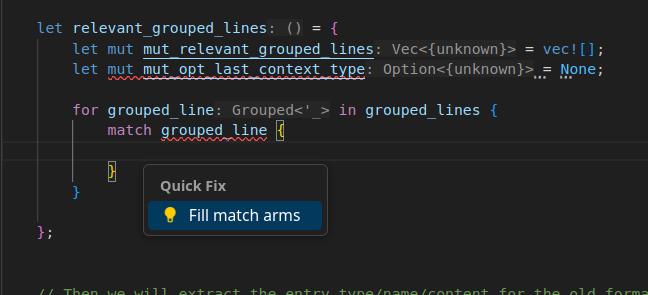 let relevant_grouped_lines: () = {
let mut mut_relevant_grouped_lines: Vec<{unknown}> = vec![];
let mut mut_opt_last_context_type: Option<{unknown}> = None;
for grouped_line: Grouped<'_> in grouped_lines {
match grouped_line {
}
Quick Fix
Fill match arms
}
};
// Then we will extract the entry type/name/content for the old forma